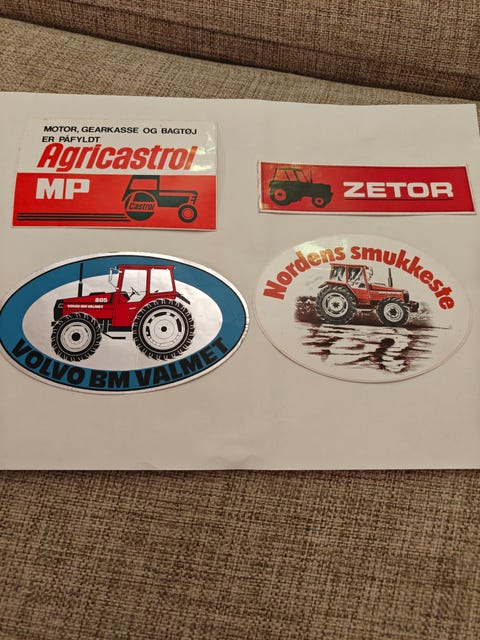 MOTOR, GEARKASSE OG BAGTØJ
ER PÅFYLDT
Agricastrol
MP
Castrol
ZETOR
805
VOLVO BM VALMET
VOLVO BM VALMET
Nordens smukkeste